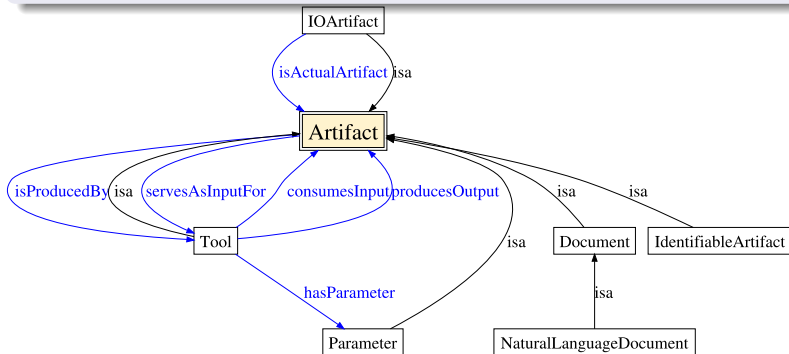 IOArtifact
isActualArtifact
isa
Artifact
isProducedBy
isa
servesAsInputFor
consumesInput
producesOutput
isa
isa
Tool
isa
Document
IdentifiableArtifact
hasParameter
isa
Parameter
NaturalLanguageDocument